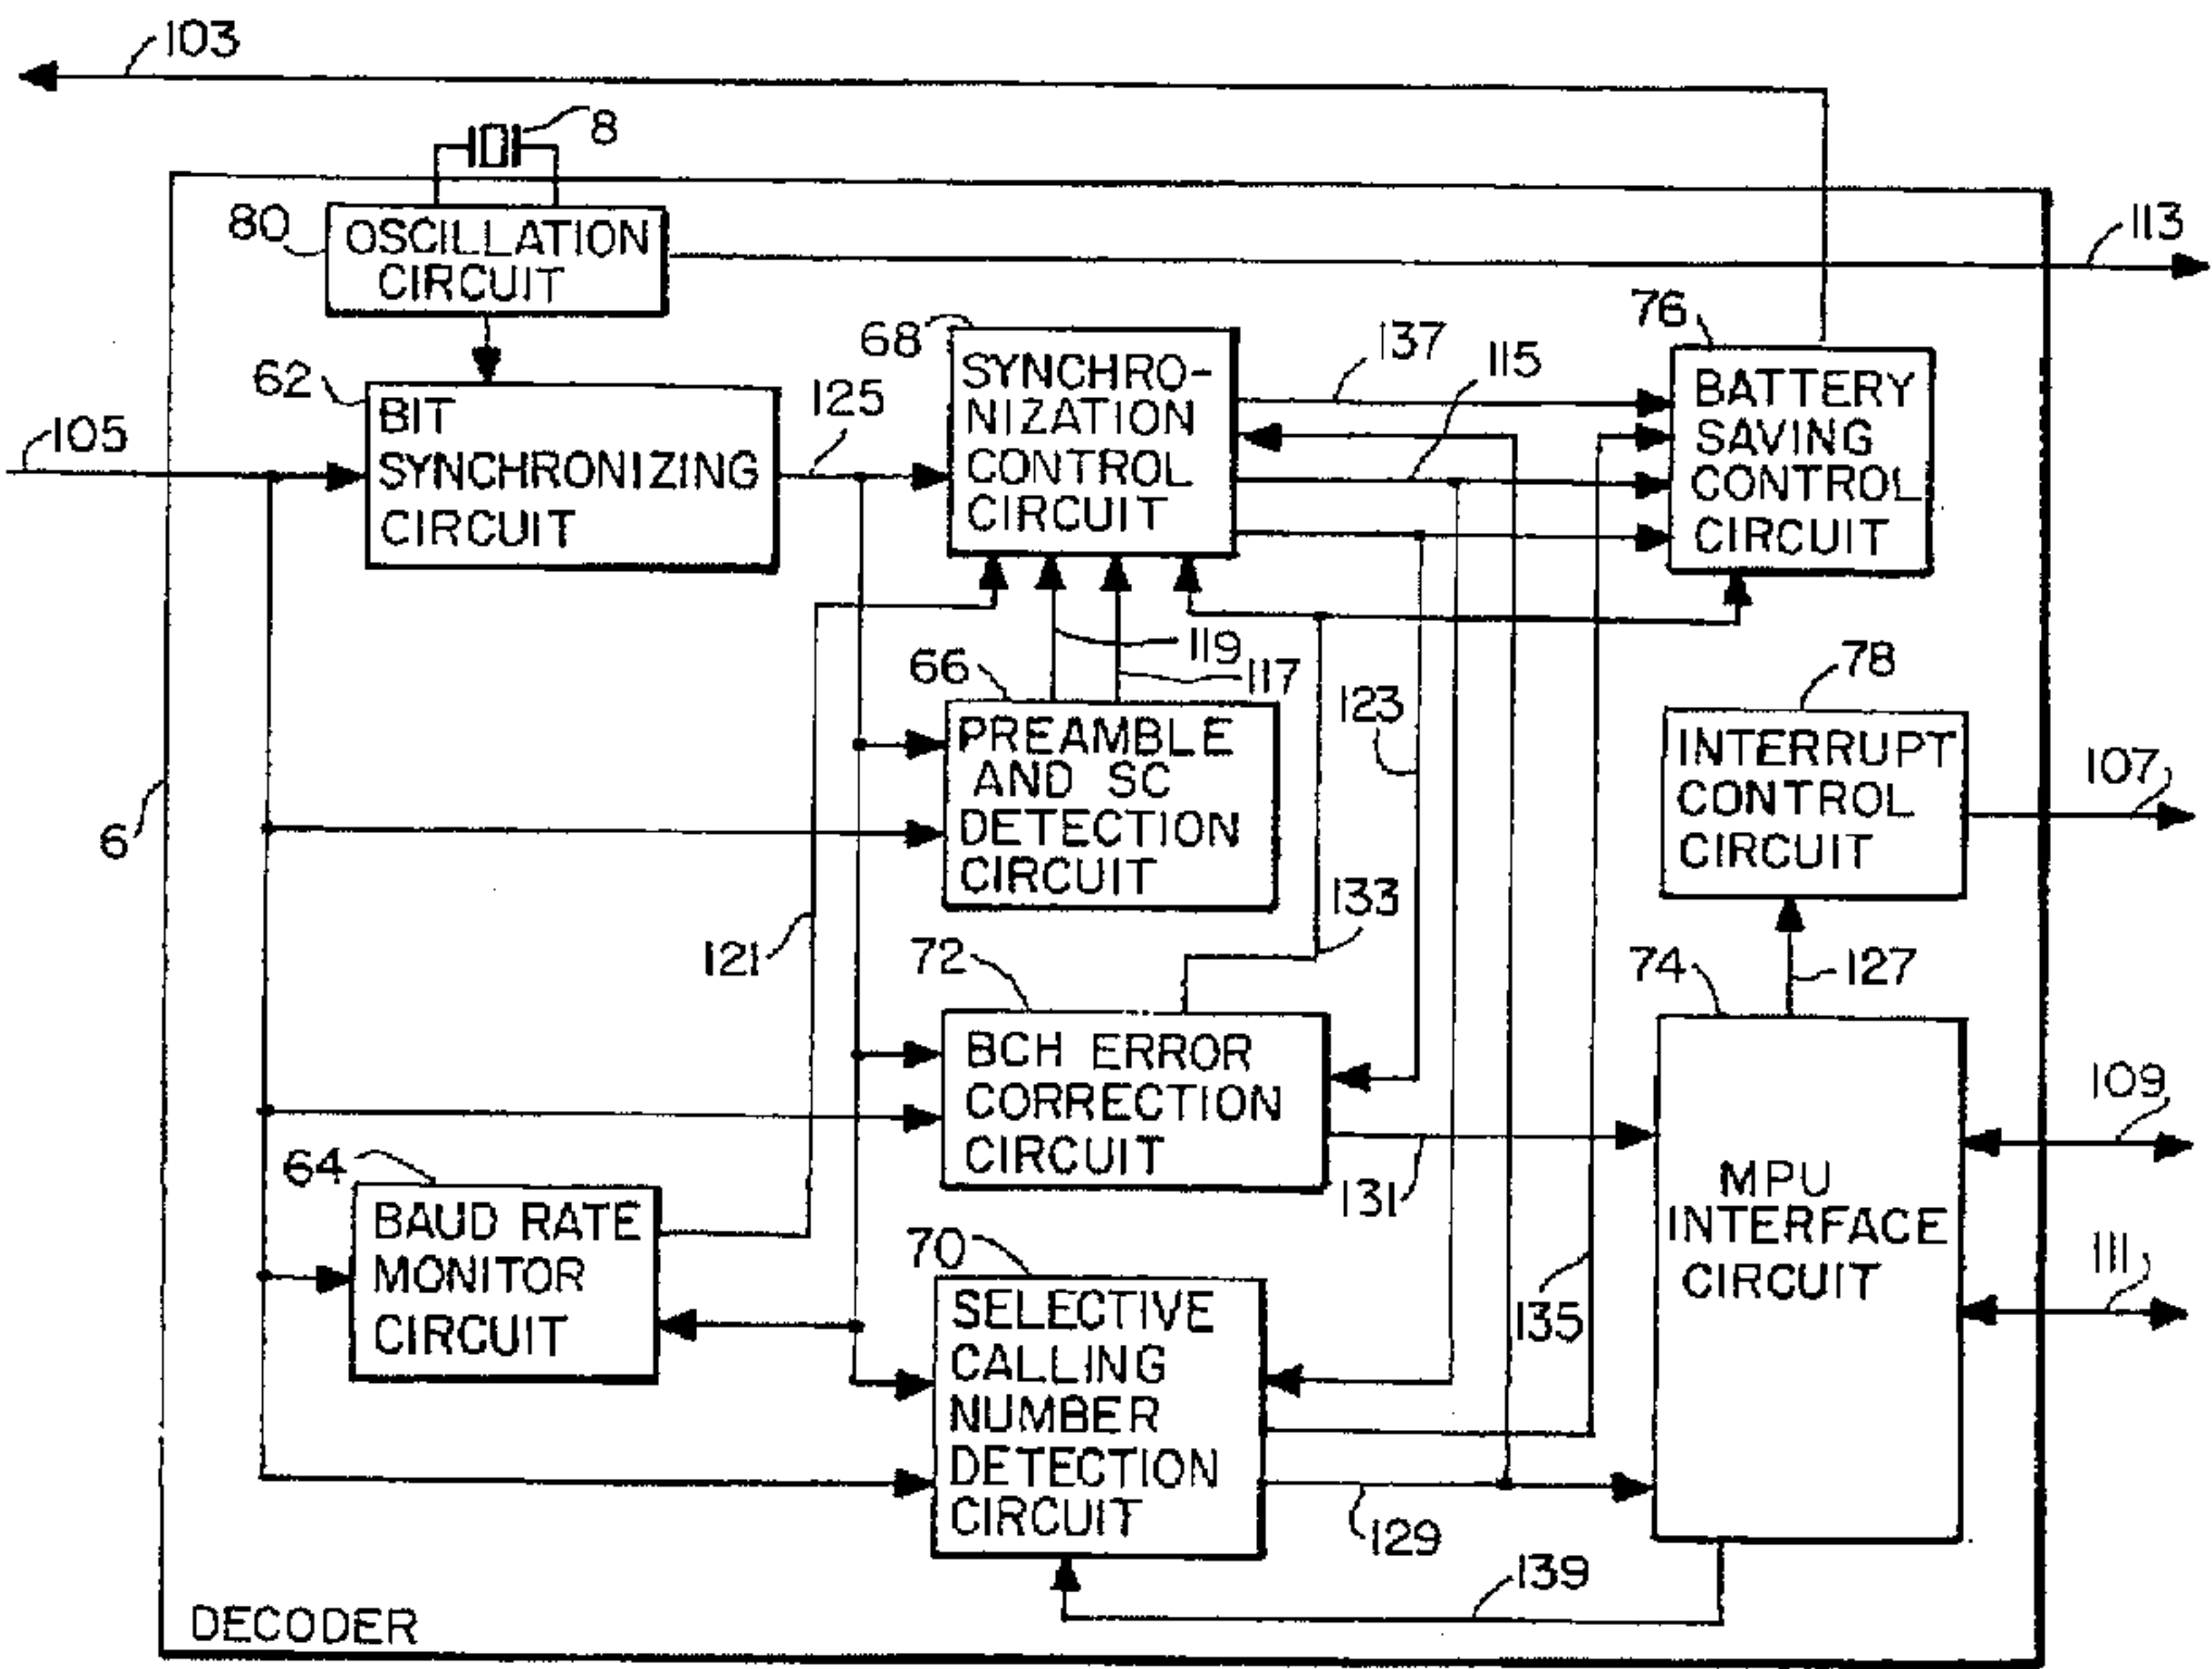 103
8
80
OSCILLATION
CIRCUIT
113
62
BIT
SYNCHRONIZING
CIRCUIT
105
125
68
SYNCHRO-
NIZATION
CONTROL
CIRCUIT
137
115
76
BATTERY
SAVING
CONTROL
CIRCUIT
119
117
66
PREAMBLE
AND SC
DETECTION
CIRCUIT
123
78
INTERRUPT
CONTROL
CIRCUIT
107
6
121
133
72
BCH ERROR
CORRECTION
CIRCUIT
131
74
127
MPU
INTERFACE
CIRCUIT
109
111
64
BAUD RATE
MONITOR
CIRCUIT
70
SELECTIVE
CALLING
NUMBER
DETECTION
CIRCUIT
135
129
139
DECODER